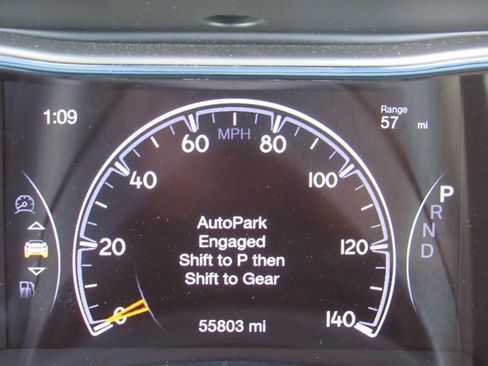 1:09
Range
57 mi
MPH
0
20
40
60
80
100
120
140
AutoPark
Engaged
Shift to P then
Shift to Gear
55803 mi
P
R
N
D